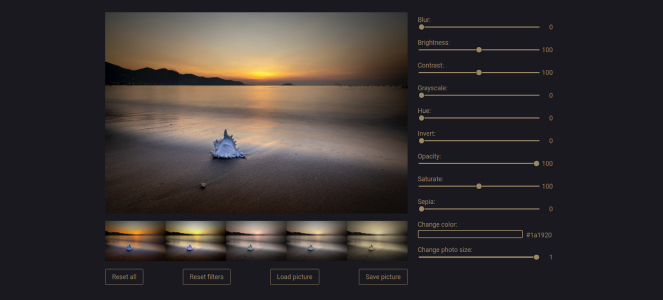 Blur:
0
Brightness:
100
Contrast:
100
Grayscale:
0
Hue:
0
Invert:
0
Opacity:
100
Saturate:
100
Sepia:
0
Change color:
#1a1920
Change photo size:
1
Reset all
Reset filters
Load picture
Save picture